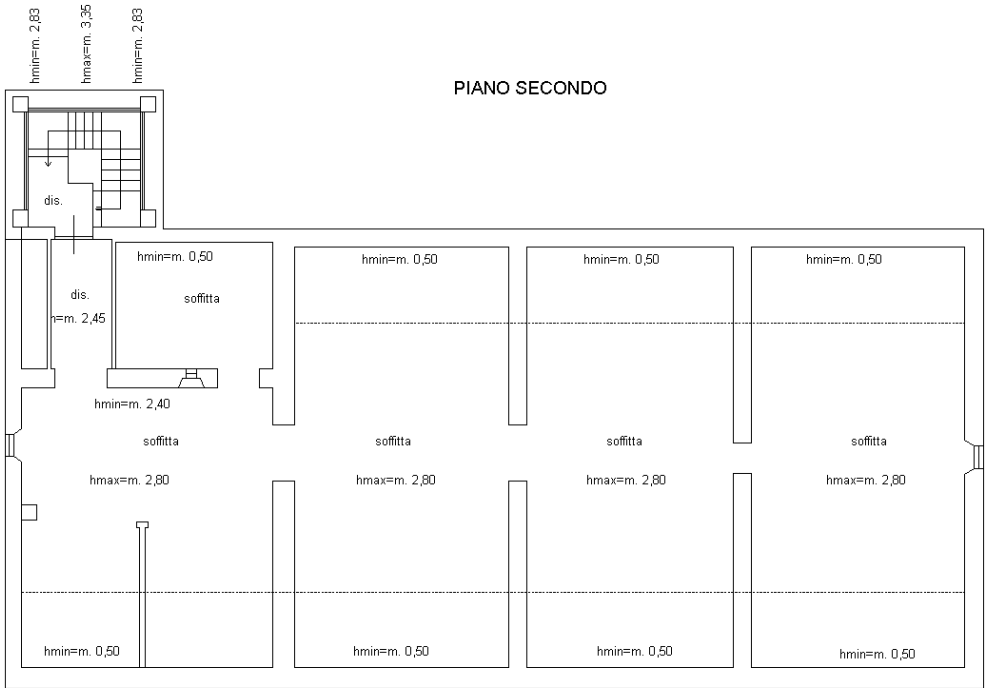 hmin=m. 2,83
hmax=m. 3,35
hmin=m. 2,83
PIANO SECONDO
dis.
hmin=m. 0,50
hmin=m. 0,50
hmin=m. 0,50
hmin=m. 0,50
dis.
soffitta
=m. 2,45
hmin=m. 2,40
soffitta
soffitta
soffitta
soffitta
hmax=m. 2,80
hmax=m. 2,80
hmax=m. 2,80
hmax=m. 2,80
hmin=m. 0,50
hmin=m. 0,50
hmin=m. 0,50
hmin=m. 0,50